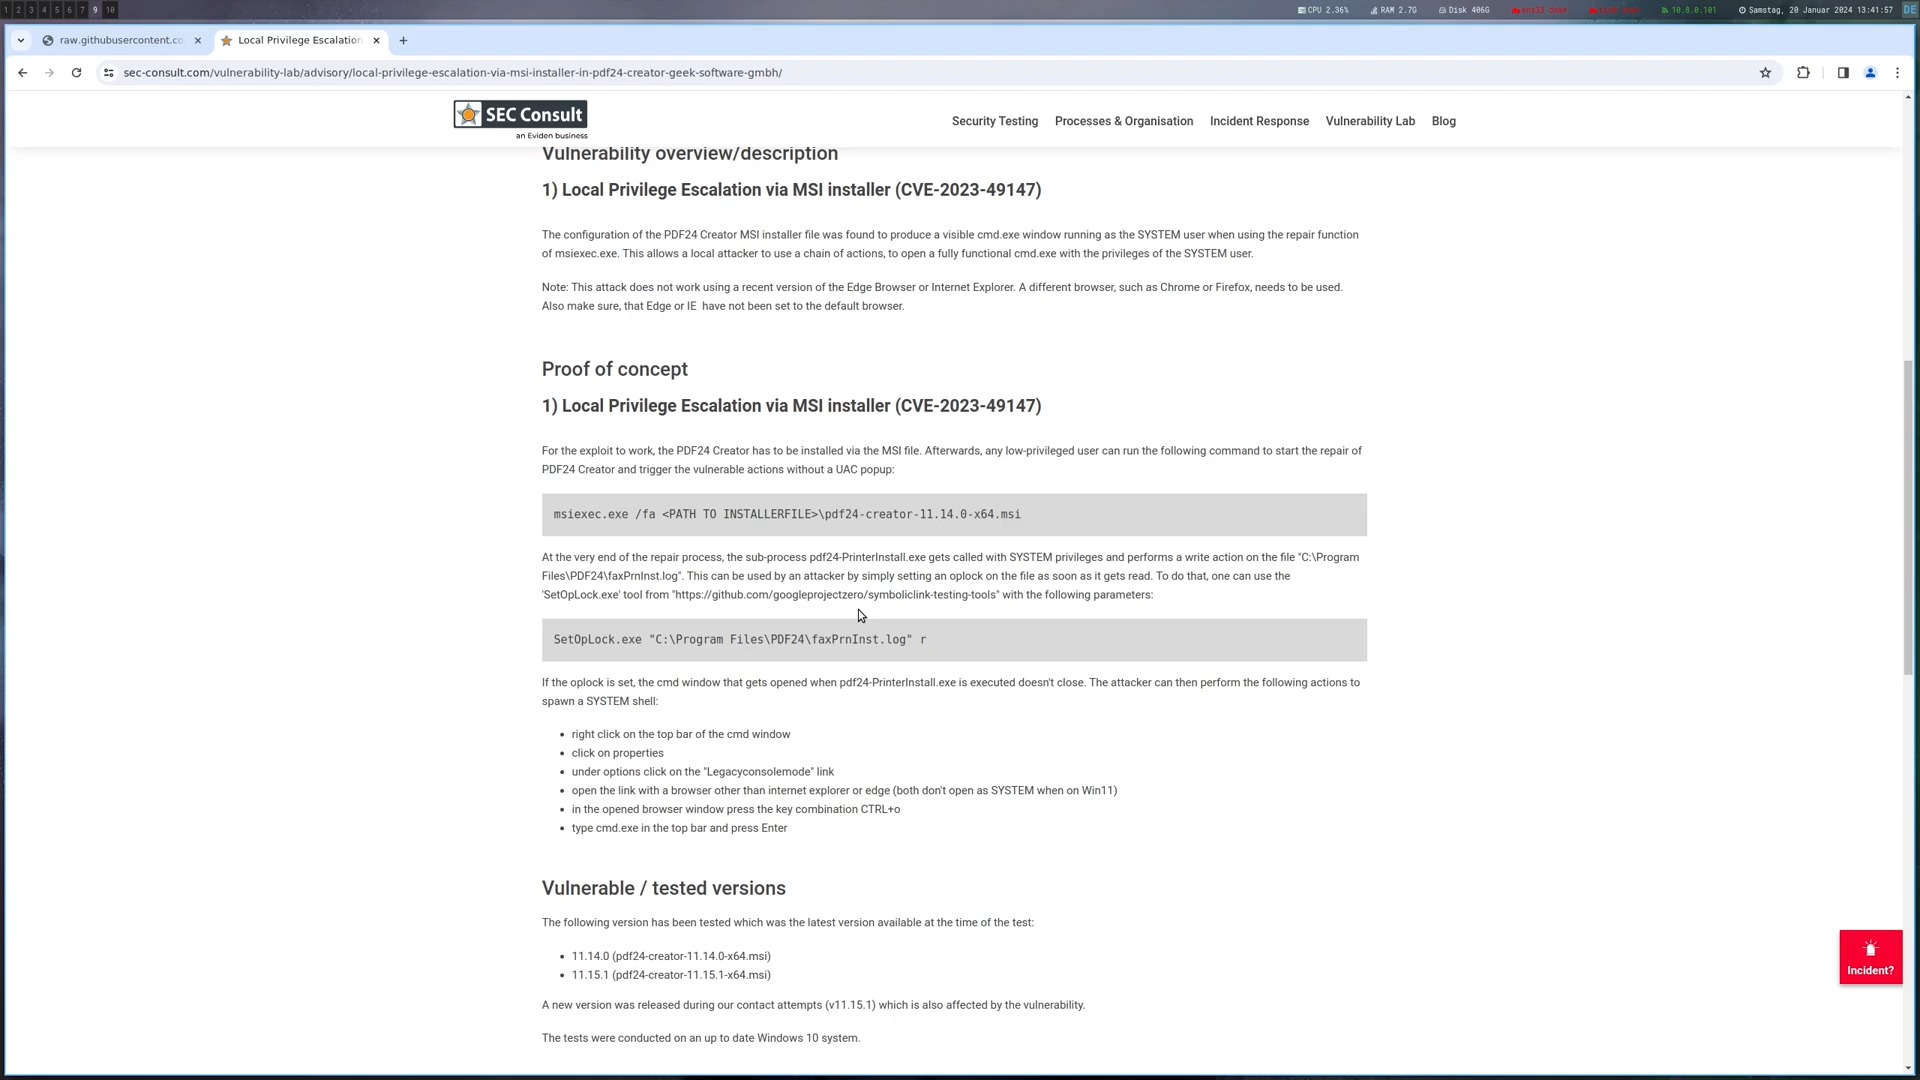 1 2 3 4 5 6 7 8 9 10
CPU 2.36% RAM 2.7G Disk 406G ens33 down 10.8.0.101 Samstag, 20 Januar 2024 13:41:57 DE
raw.githubusercontent.co
Local Privilege Escalation
sec-consult.com/vulnerability-lab/advisory/local-privilege-escalation-via-msi-installer-in-pdf24-creator-geek-software-gmbh/
SEC Consult
an Eviden business
Security Testing Processes & Organisation Incident Response Vulnerability Lab Blog
Vulnerability overview/description
1) Local Privilege Escalation via MSI installer (CVE-2023-49147)
The configuration of the PDF24 Creator MSI installer file was found to produce a visible cmd.exe window running as the SYSTEM user when using the repair function
of msiexec.exe. This allows a local attacker to use a chain of actions, to open a fully functional cmd.exe with the privileges of the SYSTEM user.
Note: This attack does not work using a recent version of the Edge Browser or Internet Explorer. A different browser, such as Chrome or Firefox, needs to be used.
Also make sure, that Edge or IE have not been set to the default browser.
Proof of concept
1) Local Privilege Escalation via MSI installer (CVE-2023-49147)
For the exploit to work, the PDF24 Creator has to be installed via the MSI file. Afterwards, any low-privileged user can run the following command to start the repair of
PDF24 Creator and trigger the vulnerable actions without a UAC popup:
msiexec.exe /fa <PATH TO INSTALLERFILE>\pdf24-creator-11.14.0-x64.msi
At the very end of the repair process, the sub-process pdf24-PrinterInstall.exe gets called with SYSTEM privileges and performs a write action on the file "C:\Program
Files\PDF24\faxPrnInst.log". This can be used by an attacker by simply setting an oplock on the file as soon as it gets read. To do that, one can use the
'SetOpLock.exe' tool from "https://github.com/googleprojectzero/symboliclink-testing-tools" with the following parameters:
SetOpLock.exe "C:\Program Files\PDF24\faxPrnInst.log" r
If the oplock is set, the cmd window that gets opened when pdf24-PrinterInstall.exe is executed doesn't close. The attacker can then perform the following actions to
spawn a SYSTEM shell:
• right click on the top bar of the cmd window
• click on properties
• under options click on the "Legacyconsolemode" link
• open the link with a browser other than internet explorer or edge (both don't open as SYSTEM when on Win11)
• in the opened browser window press the key combination CTRL+o
• type cmd.exe in the top bar and press Enter
Vulnerable / tested versions
The following version has been tested which was the latest version available at the time of the test:
• 11.14.0 (pdf24-creator-11.14.0-x64.msi)
• 11.15.1 (pdf24-creator-11.15.1-x64.msi)
A new version was released during our contact attempts (v11.15.1) which is also affected by the vulnerability.
The tests were conducted on an up to date Windows 10 system.
Incident?